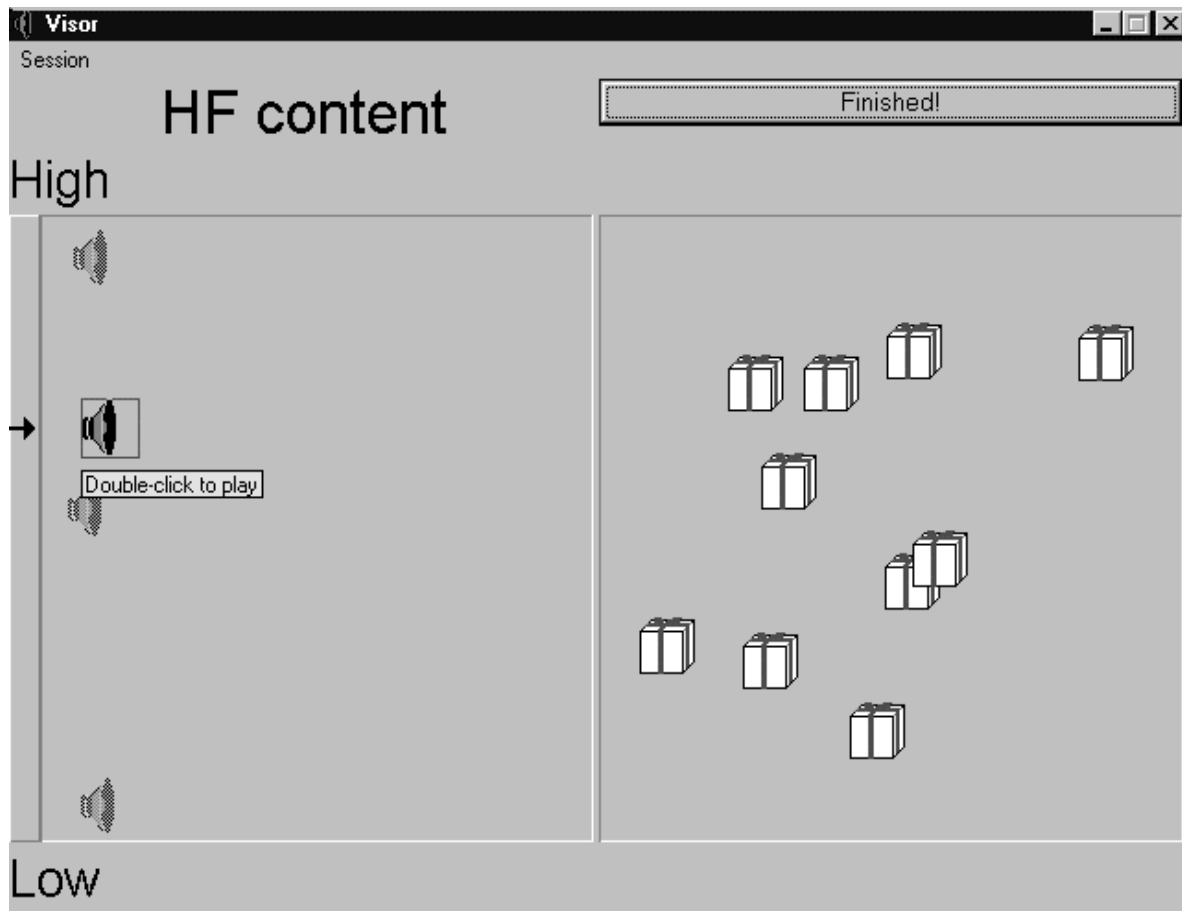 Visor
Session
HF content
Finished!
High
Double-click to play
Low